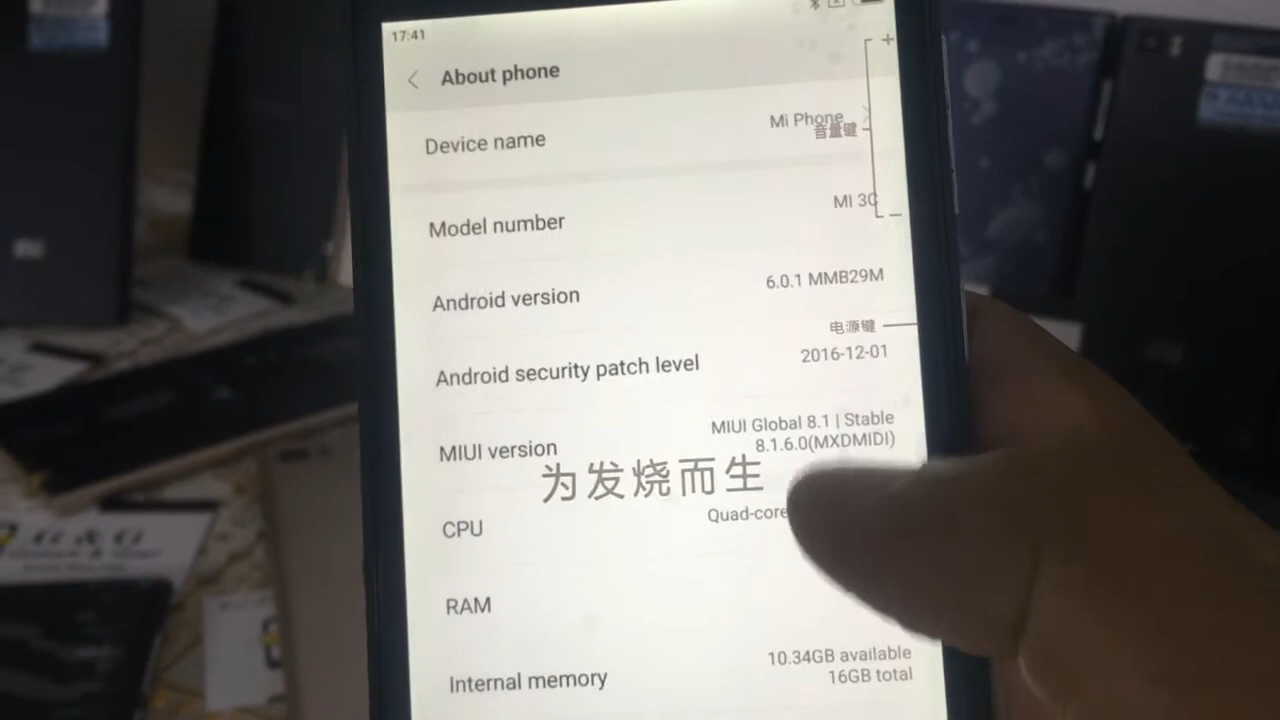 17:41
About phone
Device name
Mi Phone
音量键
Model number
MI 3C
Android version
6.0.1 MMB29M
电源键
Android security patch level
2016-12-01
MIUI version
MIUI Global 8.1 | Stable
8.1.6.0(MXDMIDI)
为发烧而生
CPU
Quad-core
RAM
Internal memory
10.34GB available
16GB total
G & G